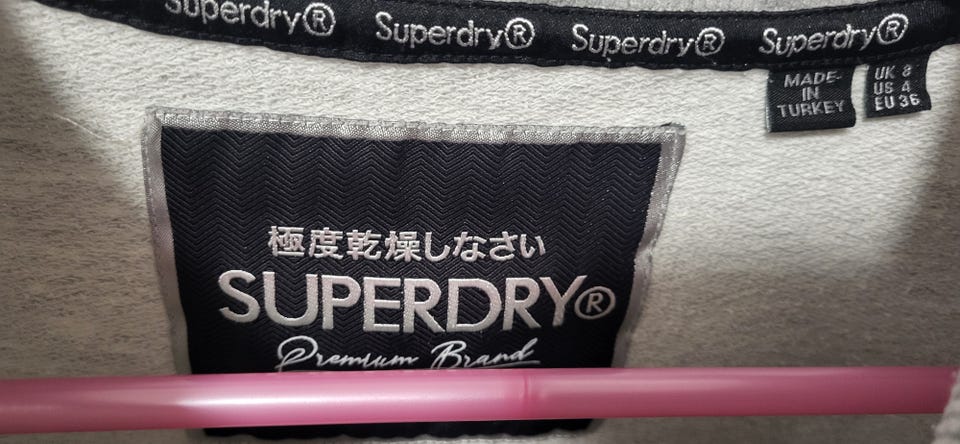 Superdry® Superdry® Superdry® Superdry®
MADE-
IN
TURKEY
UK 8
US 4
EU 36
極度乾燥しなさい
SUPERDRY®
Premium Brand